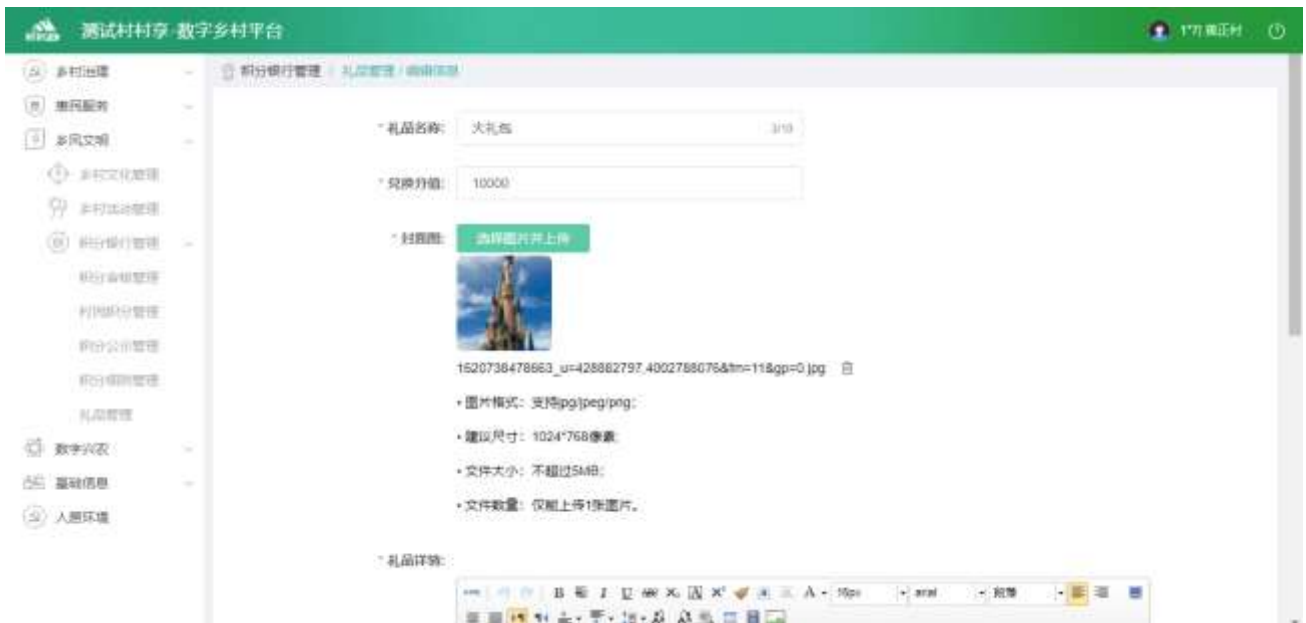 测试村村享·数字乡村平台
乡村治理
积分银行管理 / 礼品管理 / 编辑信息
惠民服务
乡风文明
乡村文化管理
乡村活动管理
积分银行管理
积分审核管理
村民积分管理
积分公示管理
积分细则管理
礼品管理
数字兴农
基础信息
人居环境
* 礼品名称: 大礼包 3/10
* 兑换分值: 10000
* 封面图: 选择图片并上传
1620738478663_u=428882797,4002788076&fm=11&gp=0.jpg
• 图片格式：支持jpg/jpeg/png;
• 建议尺寸：1024*768像素;
• 文件大小：不超过5MB;
• 文件数量：仅能上传1张图片。
* 礼品详情:
16px arial 段落